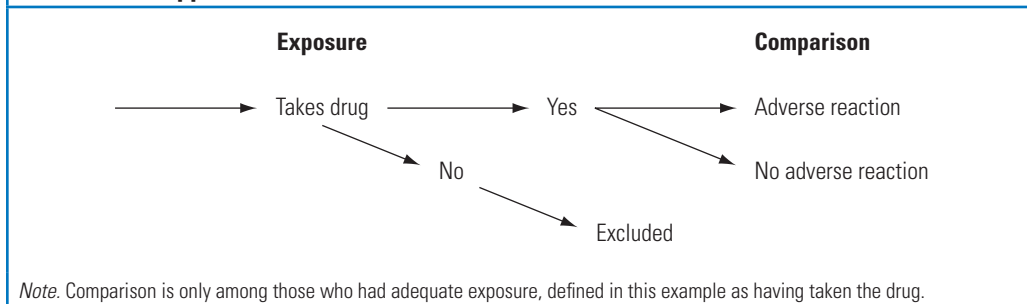 Exposure Comparison
Takes drug Yes Adverse reaction
No No adverse reaction
Excluded
Note. Comparison is only among those who had adequate exposure, defined in this example as having taken the drug.